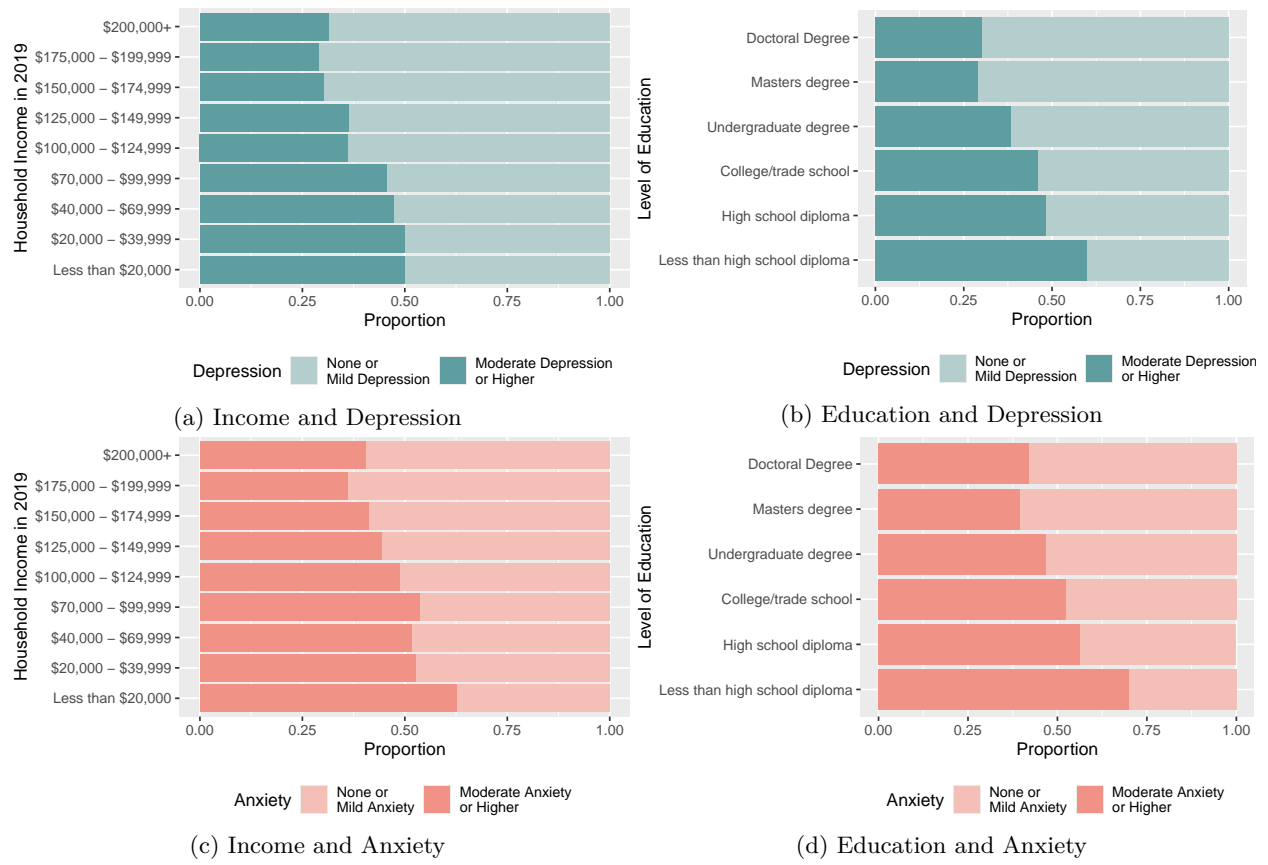 Household Income in 2019
$200,000+
$175,000 – $199,999
$150,000 – $174,999
$125,000 – $149,999
$100,000 – $124,999
$70,000 – $99,999
$40,000 – $69,999
$20,000 – $39,999
Less than $20,000
0.00 0.25 0.50 0.75 1.00
Proportion
Depression None or Mild Depression Moderate Depression or Higher
(a) Income and Depression
Level of Education
Doctoral Degree
Masters degree
Undergraduate degree
College/trade school
High school diploma
Less than high school diploma
0.00 0.25 0.50 0.75 1.00
Proportion
Depression None or Mild Depression Moderate Depression or Higher
(b) Education and Depression
Household Income in 2019
$200,000+
$175,000 – $199,999
$150,000 – $174,999
$125,000 – $149,999
$100,000 – $124,999
$70,000 – $99,999
$40,000 – $69,999
$20,000 – $39,999
Less than $20,000
0.00 0.25 0.50 0.75 1.00
Proportion
Anxiety None or Mild Anxiety Moderate Anxiety or Higher
(c) Income and Anxiety
Level of Education
Doctoral Degree
Masters degree
Undergraduate degree
College/trade school
High school diploma
Less than high school diploma
0.00 0.25 0.50 0.75 1.00
Proportion
Anxiety None or Mild Anxiety Moderate Anxiety or Higher
(d) Education and Anxiety